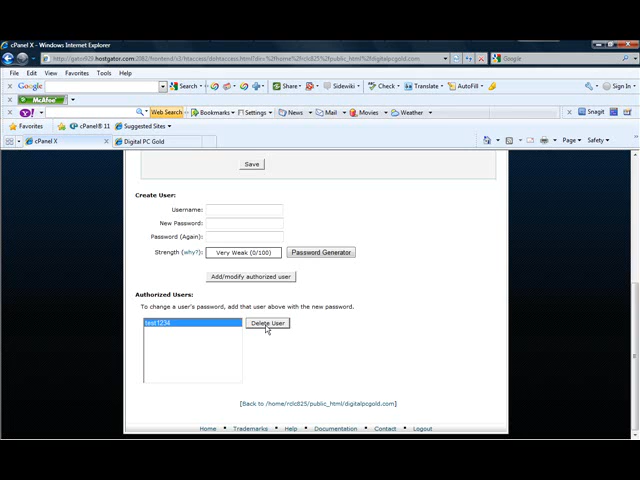 cPanel X - Windows Internet Explorer
hostgator.com
Google
File Edit View Favorites Tools Help
Google Search Share Sidewiki Check Translate AutoFill Sign In
McAfee
Y! Web Search Bookmarks Settings News Mail Movies Weather Snagit
Favorites cPanel® 11 Suggested Sites
cPanel X Digital PC Gold Page Safety
Save
Create User:
Username:
New Password:
Password (Again):
Strength (why?): Very Weak (0/100) Password Generator
Add/modify authorized user
Authorized Users:
To change a user's password, add that user above with the new password.
test1234 Delete User
[Back to /home/rclc825/public_html/digitalpcgold.com]
Home • Trademarks • Help • Documentation • Contact • Logout